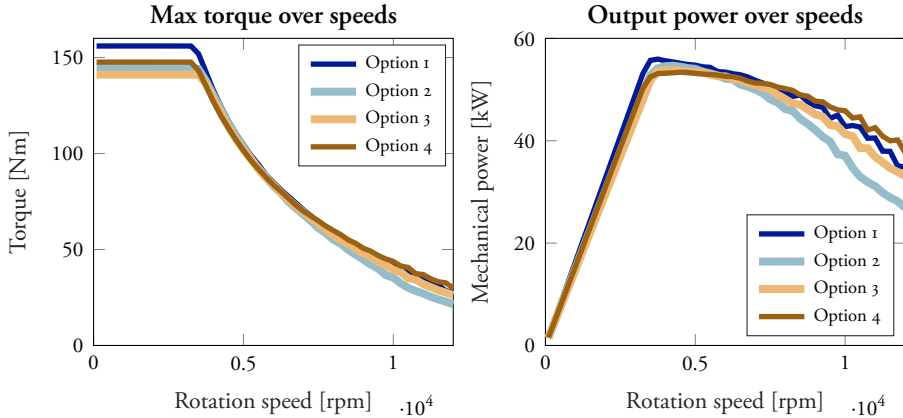 Max torque over speeds
150
100
50
0
0
0.5
1
·10⁴
Torque [Nm]
Rotation speed [rpm]
Option 1
Option 2
Option 3
Option 4
Output power over speeds
60
40
20
0
0
0.5
1
·10⁴
Mechanical power [kW]
Rotation speed [rpm]
Option 1
Option 2
Option 3
Option 4